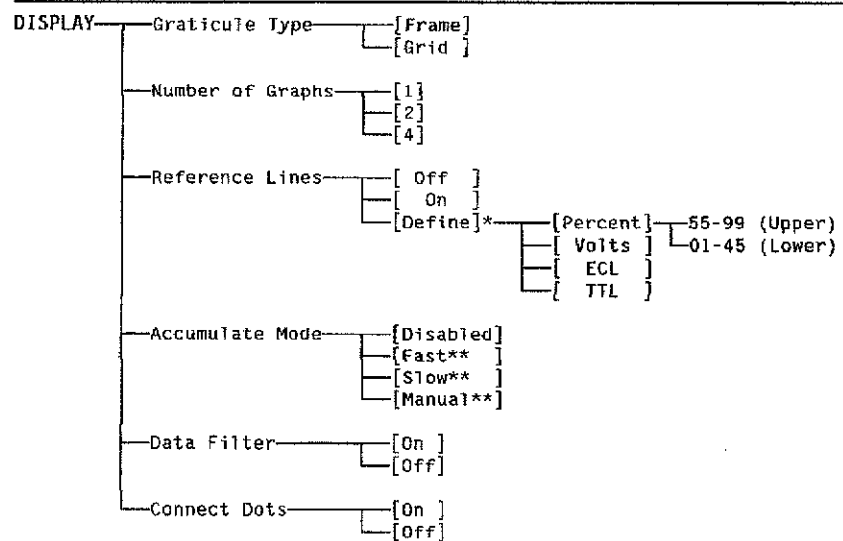 DISPLAY Graticule Type [Frame]
[Grid ]
Number of Graphs [1]
[2]
[4]
Reference Lines [ Off ]
[ On ]
[Define]* [Percent] 55-99 (Upper)
[ Volts ] 01-45 (Lower)
[ ECL ]
[ TTL ]
Accumulate Mode [Disabled]
[Fast** ]
[Slow** ]
[Manual**]
Data Filter [On ]
[Off]
Connect Dots [On ]
[Off]